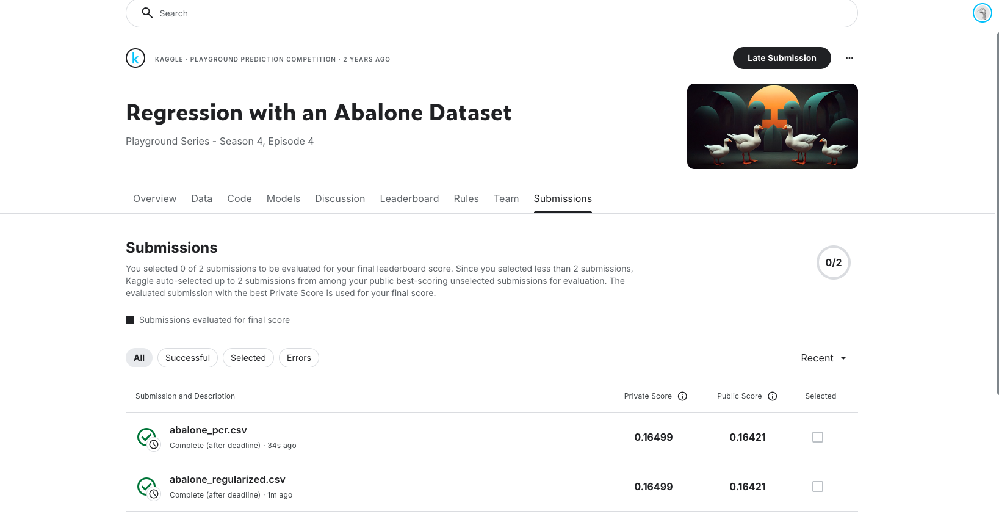 Search
k
KAGGLE · PLAYGROUND PREDICTION COMPETITION · 2 YEARS AGO
Late Submission
Regression with an Abalone Dataset
Playground Series - Season 4, Episode 4
Overview Data Code Models Discussion Leaderboard Rules Team Submissions
Submissions
You selected 0 of 2 submissions to be evaluated for your final leaderboard score. Since you selected less than 2 submissions,
Kaggle auto-selected up to 2 submissions from among your public best-scoring unselected submissions for evaluation. The
evaluated submission with the best Private Score is used for your final score.
0/2
Submissions evaluated for final score
All Successful Selected Errors Recent
Submission and Description Private Score Public Score Selected
abalone_pcr.csv
Complete (after deadline) · 34s ago
0.16499 0.16421
abalone_regularized.csv
Complete (after deadline) · 1m ago
0.16499 0.16421